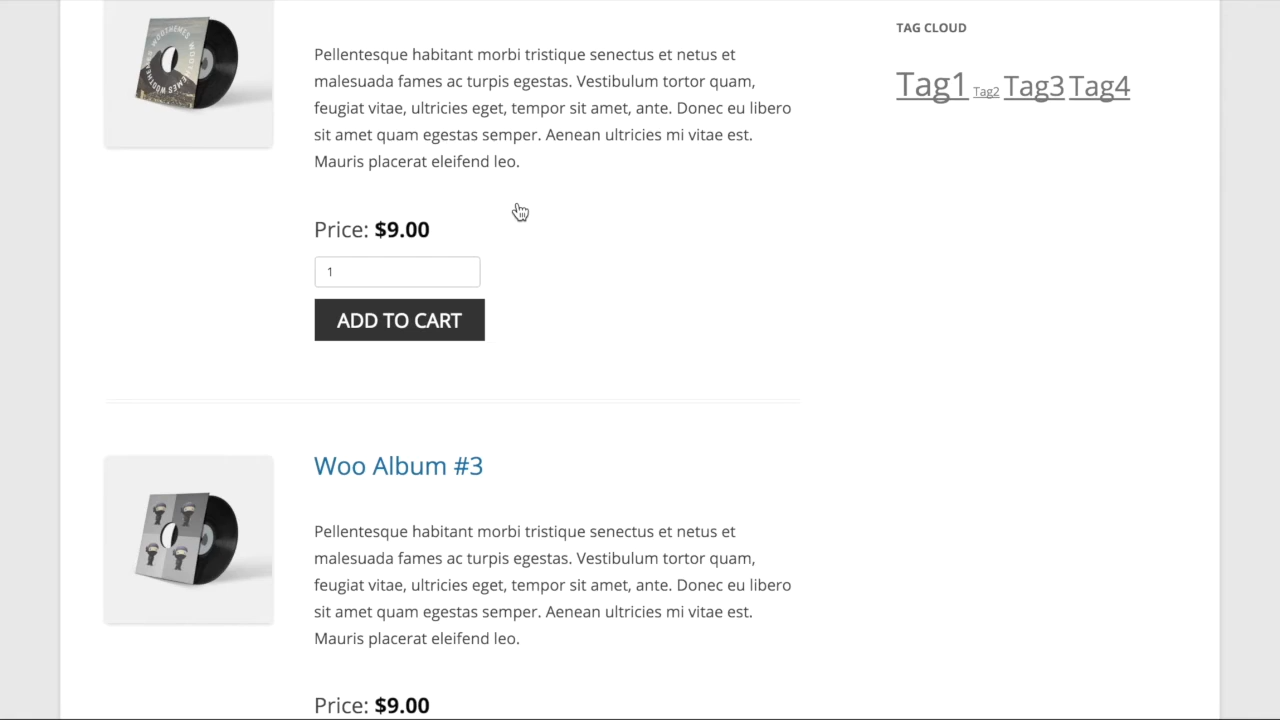 WOOTHEMES WOOTHEMES WOOTHEMES
TAG CLOUD
Pellentesque habitant morbi tristique senectus et netus et
malesuada fames ac turpis egestas. Vestibulum tortor quam,
feugiat vitae, ultricies eget, tempor sit amet, ante. Donec eu libero
sit amet quam egestas semper. Aenean ultricies mi vitae est.
Mauris placerat eleifend leo.
Tag1 Tag2 Tag3 Tag4
Price: $9.00
1
ADD TO CART
Woo Album #3
Pellentesque habitant morbi tristique senectus et netus et
malesuada fames ac turpis egestas. Vestibulum tortor quam,
feugiat vitae, ultricies eget, tempor sit amet, ante. Donec eu libero
sit amet quam egestas semper. Aenean ultricies mi vitae est.
Mauris placerat eleifend leo.
Price: $9.00